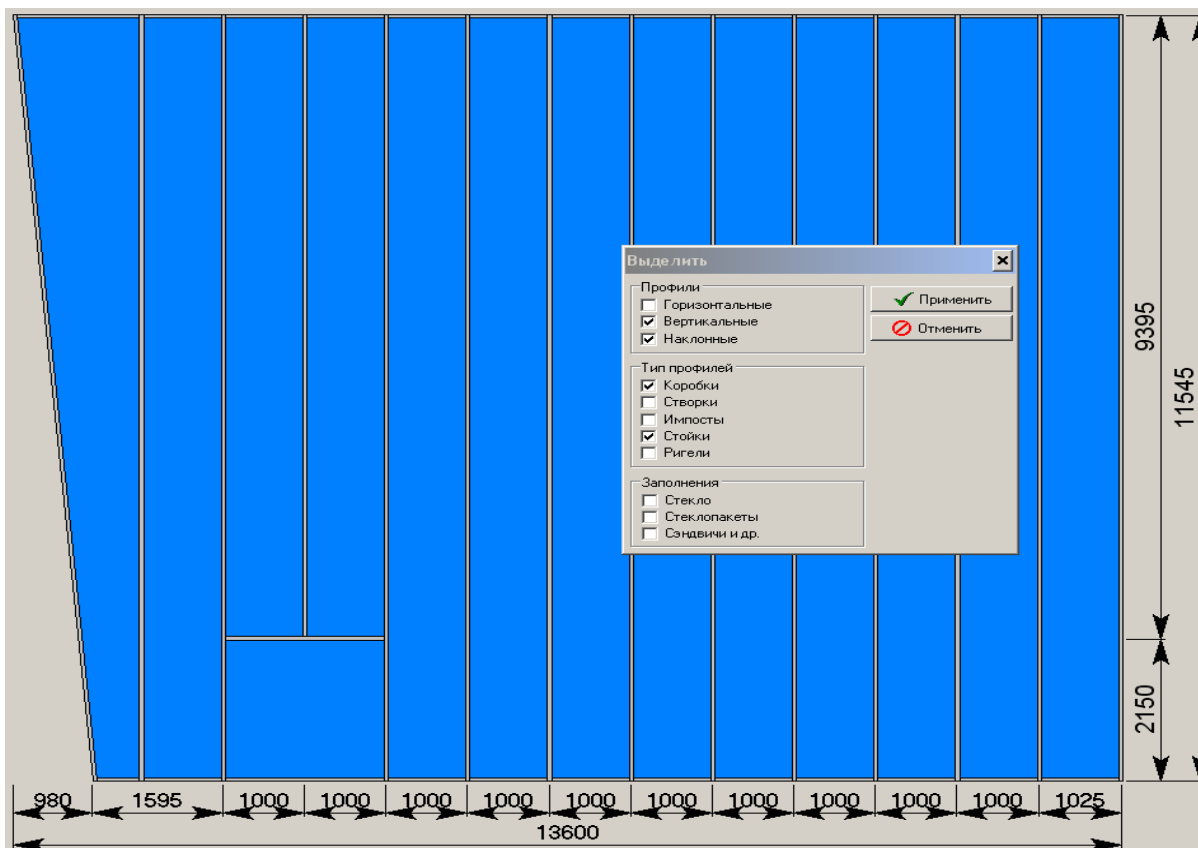 Выделить
Профили
Горизонтальные
Вертикальные
Наклонные
Применить
Отменить
Тип профилей
Коробки
Створки
Импосты
Стойки
Ригели
Заполнения
Стекло
Стеклопакеты
Сэндвичи и др.
9395
11545
2150
980 1595 1000 1000 1000 1000 1000 1000 1000 1000 1000 1025
13600